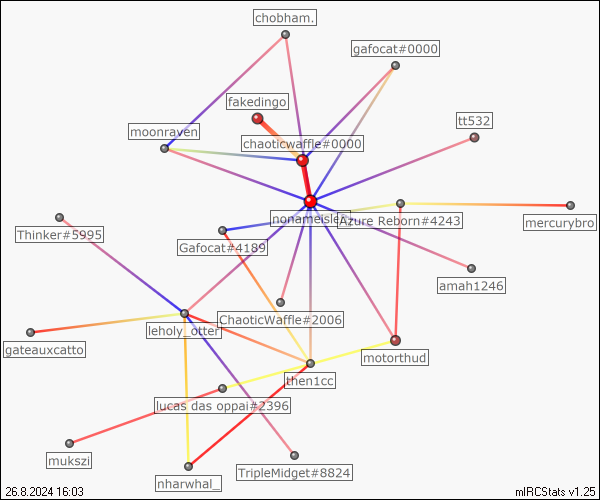 chobham.
gafocat#0000
fakedingo
tt532
moonraven
chaoticwaffle#0000
nonameisle
Azure Reborn#4243
mercurybro
Thinker#5995
Gafocat#4189
amah1246
ChaoticWaffle#2006
leholy_otter
gateauxcatto
motorthud
then1cc
lucas das oppai#2396
mukszi
TripleMidget#8824
nharwhal_
26.8.2024 16:03
mIRCStats v1.25